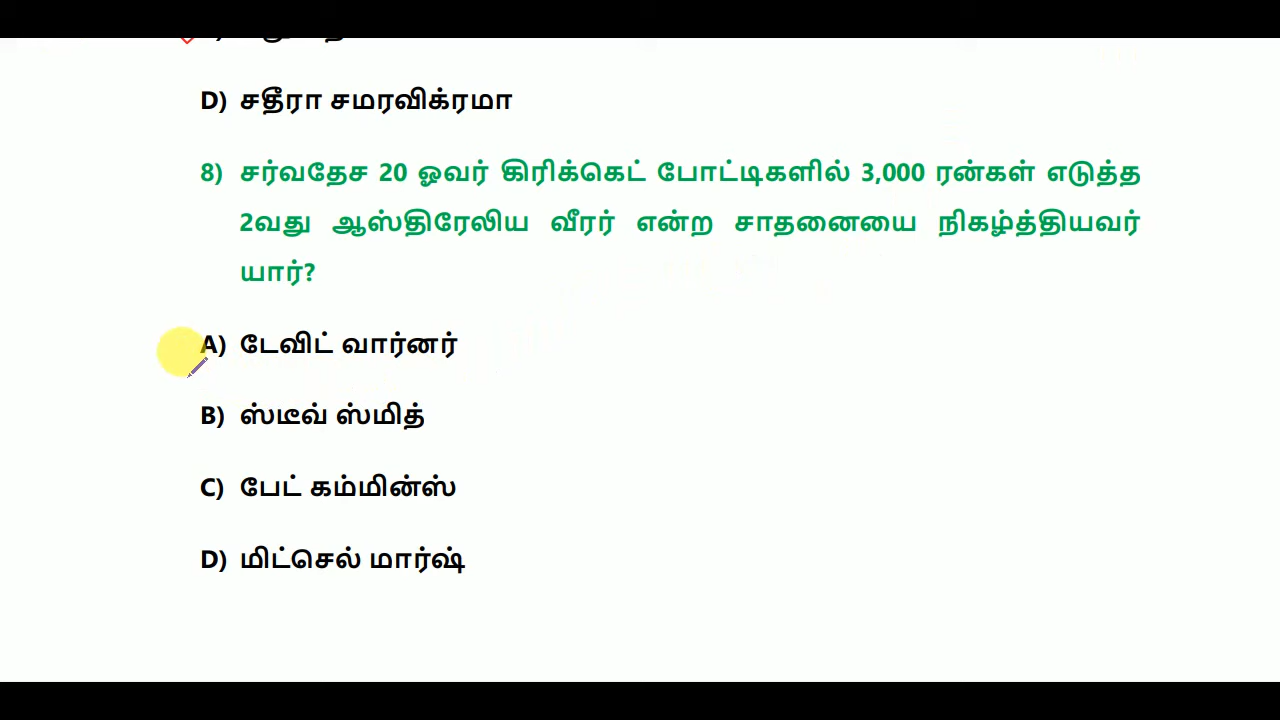 D) சதீரா சமரவிக்ரமா
8) சர்வதேச 20 ஓவர் கிரிக்கெட் போட்டிகளில் 3,000 ரன்கள் எடுத்த
2வது ஆஸ்திரேலிய வீரர் என்ற சாதனையை நிகழ்த்தியவர்
யார்?
A) டேவிட் வார்னர்
B) ஸ்டீவ் ஸ்மித்
C) பேட் கம்மின்ஸ்
D) மிட்செல் மார்ஷ்